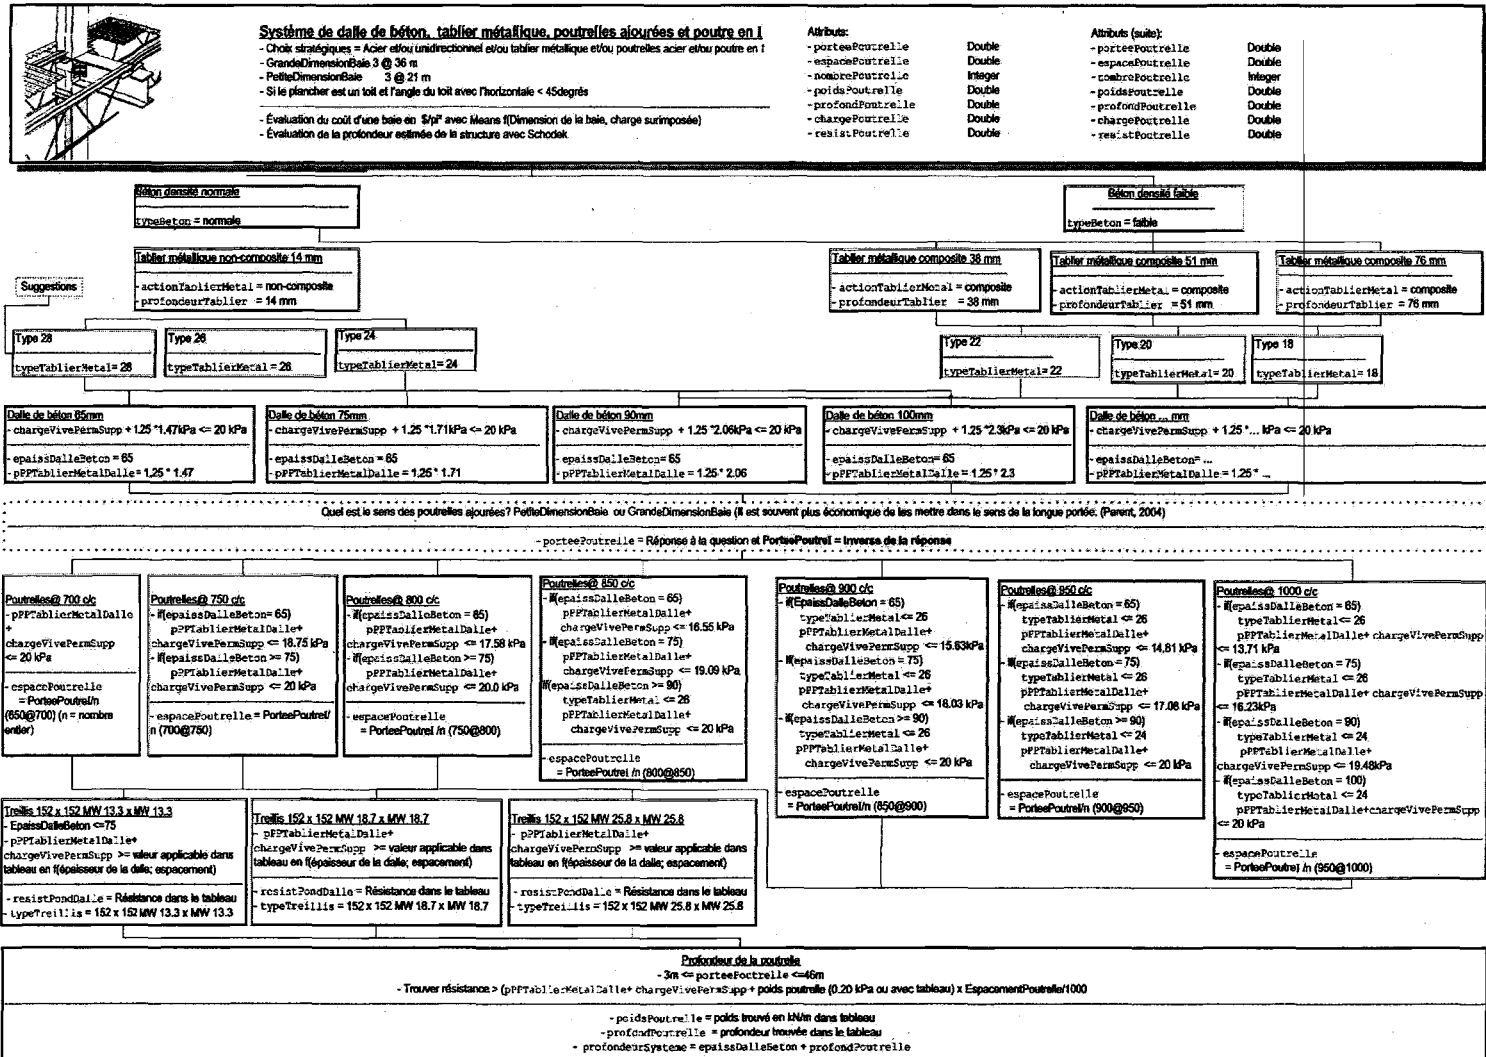 Système de dalle de béton, tablier métallique, poutrelles ajourées et poutre en I
- Choix stratégiques = Acier et/ou unidirectionnel et/ou tablier métallique et/ou poutrelles acier et/ou poutre en I
- GrandeDimensionBaie 3 @ 36 m
- PetiteDimensionBaie 3 @ 21 m
- Si le plancher est un toit et l'angle du toit avec l'horizontale < 45degrés
- Évaluation du coût d'une baie en $/pi² avec Means f(Dimension de la baie, charge surimposée)
- Évaluation de la profondeur estimée de la structure avec Schodek
Attributs:
- porteePoutrelle Double
- espacePoutrelle Double
- nombrePoutrelle Integer
- poidsPoutrelle Double
- profondPoutrelle Double
- chargePoutrelle Double
- resistPoutrelle Double
Attributs (suite):
- porteePoutrelle Double
- espacePoutrelle Double
- nombrePoutrelle Integer
- poidsPoutrelle Double
- profondPoutrelle Double
- chargePoutrelle Double
- resistPoutrelle Double
Béton densité normale
typeBeton = normale
Béton densité faible
typeBeton = faible
Suggestions
Tablier métallique non-composite 14 mm
- actionTablierMetal = non-composite
- profondeurTablier = 14 mm
Tablier métallique composite 38 mm
- actionTablierMetal = composite
- profondeurTablier = 38 mm
Tablier métallique composite 51 mm
- actionTablierMetal = composite
- profondeurTablier = 51 mm
Tablier métallique composite 76 mm
- actionTablierMetal = composite
- profondeurTablier = 76 mm
Type 28
typeTablierMetal = 28
Type 26
typeTablierMetal = 26
Type 24
typeTablierMetal = 24
Type 22
typeTablierMetal = 22
Type 20
typeTablierMetal = 20
Type 18
typeTablierMetal = 18
Dalle de béton 65mm
- chargeVivePermSupp + 1.25 *1.47kPa <= 20 kPa
- epaissDalleBeton = 65
- pPPTablierMetalDalle = 1.25 * 1.47
Dalle de béton 75mm
- chargeVivePermSupp + 1.25 *1.71kPa <= 20 kPa
- epaissDalleBeton = 65
- pPPTablierMetalDalle = 1.25 * 1.71
Dalle de béton 90mm
- chargeVivePermSupp + 1.25 *2.06kPa <= 20 kPa
- epaissDalleBeton = 65
- pPPTablierMetalDalle = 1.25 * 2.06
Dalle de béton 100mm
- chargeVivePermSupp + 1.25 *2.3kPa <= 20 kPa
- epaissDalleBeton = 65
- pPPTablierMetalDalle = 1.25 * 2.3
Dalle de béton ... mm
- chargeVivePermSupp + 1.25 *... kPa <= 20 kPa
- epaissDalleBeton = ...
- pPPTablierMetalDalle = 1.25 * ...
Quel est le sens des poutrelles ajourées? PetiteDimensionBaie ou GrandeDimensionBaie (Il est souvent plus économique de les mettre dans le sens de la longue portée. (Parent, 2004)
- porteePoutrelle = Réponse à la question et PorteePoutreI = Inverse de la réponse
Poutrelles@ 700 c/c
- pPPTablierMetalDalle
+
chargeVivePermSupp
<= 20 kPa
- espacePoutrelle
= PorteePoutreI/n
(650@700) (n = nombre
entier)
Poutrelles@ 750 c/c
- if(epaissDalleBeton = 65)
pPPTablierMetalDalle+
chargeVivePermSupp <= 18.75 kPa
- if(epaissDalleBeton >= 75)
pPPTablierMetalDalle+
chargeVivePermSupp <= 20 kPa
- espacePoutrelle = PorteePoutreI/
n (700@750)
Poutrelles@ 800 c/c
- if(epaissDalleBeton = 65)
pPPTablierMetalDalle+
chargeVivePermSupp <= 17.58 kPa
- if(epaissDalleBeton >= 75)
pPPTablierMetalDalle+
chargeVivePermSupp <= 20.0 kPa
- espacePoutrelle
= PorteePoutreI /n (750@800)
Poutrelles@ 850 c/c
- if(epaissDalleBeton = 65)
pPPTablierMetalDalle+
chargeVivePermSupp <= 16.55 kPa
- if(epaissDalleBeton = 75)
pPPTablierMetalDalle+
chargeVivePermSupp <= 19.09 kPa
if(epaissDalleBeton >= 90)
typeTablierMetal <= 26
pPPTablierMetalDalle+
chargeVivePermSupp <= 20 kPa
- espacePoutrelle
= PorteePoutreI /n (800@850)
Poutrelles@ 900 c/c
- if(EpaissDalleBeton = 65)
typeTablierMetal <= 26
pPPTablierMetalDalle+
chargeVivePermSupp <= 15.63kPa
- if(epaissDalleBeton = 75)
typeTablierMetal <= 26
pPPTablierMetalDalle+
chargeVivePermSupp <= 18.03 kPa
- if(epaissDalleBeton >= 90)
typeTablierMetal <= 26
pPPTablierMetalDalle+
chargeVivePermSupp <= 20 kPa
- espacePoutrelle
= PorteePoutreI/n (850@900)
Poutrelles@ 950 c/c
- if(epaissDalleBeton = 65)
typeTablierMetal <= 26
pPPTablierMetalDalle+
chargeVivePermSupp <= 14,81 kPa
- if(epaissDalleBeton = 75)
typeTablierMetal <= 26
pPPTablierMetalDalle+
chargeVivePermSupp <= 17.08 kPa
- if(epaissDalleBeton >= 90)
typeTablierMetal <= 24
pPPTablierMetalDalle+
chargeVivePermSupp <= 20 kPa
- espacePoutrelle
= PorteePoutreI/n (900@950)
Poutrelles@ 1000 c/c
- if(epaissDalleBeton = 65)
typeTablierMetal <= 26
pPPTablierMetalDalle+ chargeVivePermSupp
<= 13.71 kPa
- if(epaissDalleBeton = 75)
typeTablierMetal <= 26
pPPTablierMetalDalle+ chargeVivePermSupp
<= 16.23kPa
- if(epaissDalleBeton = 90)
typeTablierMetal <= 24
pPPTablierMetalDalle+ chargeVivePermSupp
<= 19.48kPa
- if(epaissDalleBeton = 100)
typeTablierMetal <= 24
pPPTablierMetalDalle+chargeVivePermSupp
<= 20 kPa
- espacePoutrelle
= PorteePoutreI /n (950@1000)
Treillis 152 x 152 MW 13.3 x MW 13.3
- EpaissDalleBeton <=75
- pPPTablierMetalDalle+
chargeVivePermSupp >= valeur applicable dans
tableau en f(épaisseur de la dalle; espacement)
- resistPondDalle = Résistance dans le tableau
- typeTreillis = 152 x 152 MW 13.3 x MW 13.3
Treillis 152 x 152 MW 18.7 x MW 18.7
- pPPTablierMetalDalle+
chargeVivePermSupp >= valeur applicable dans
tableau en f(épaisseur de la dalle; espacement)
- resistPondDalle = Résistance dans le tableau
- typeTreillis = 152 x 152 MW 18.7 x MW 18.7
Treillis 152 x 152 MW 25.8 x MW 25.8
- pPPTablierMetalDalle+
chargeVivePermSupp >= valeur applicable dans
tableau en f(épaisseur de la dalle; espacement)
- resistPondDalle = Résistance dans le tableau
- typeTreillis = 152 x 152 MW 25.8 x MW 25.8
Profondeur de la poutrelle
- 3m <= porteePoutrelle <=46m
- Trouver résistance > (pPPTablierMetalDalle+ chargeVivePermSupp + poids poutrelle (0.20 kPa ou avec tableau) x EspacementPoutrelle/1000
- poidsPoutrelle = poids trouvé en kN/m dans tableau
- profondPoutrelle = profondeur trouvée dans le tableau
- profondeurSysteme = epaissDalleBeton + profondPoutrelle